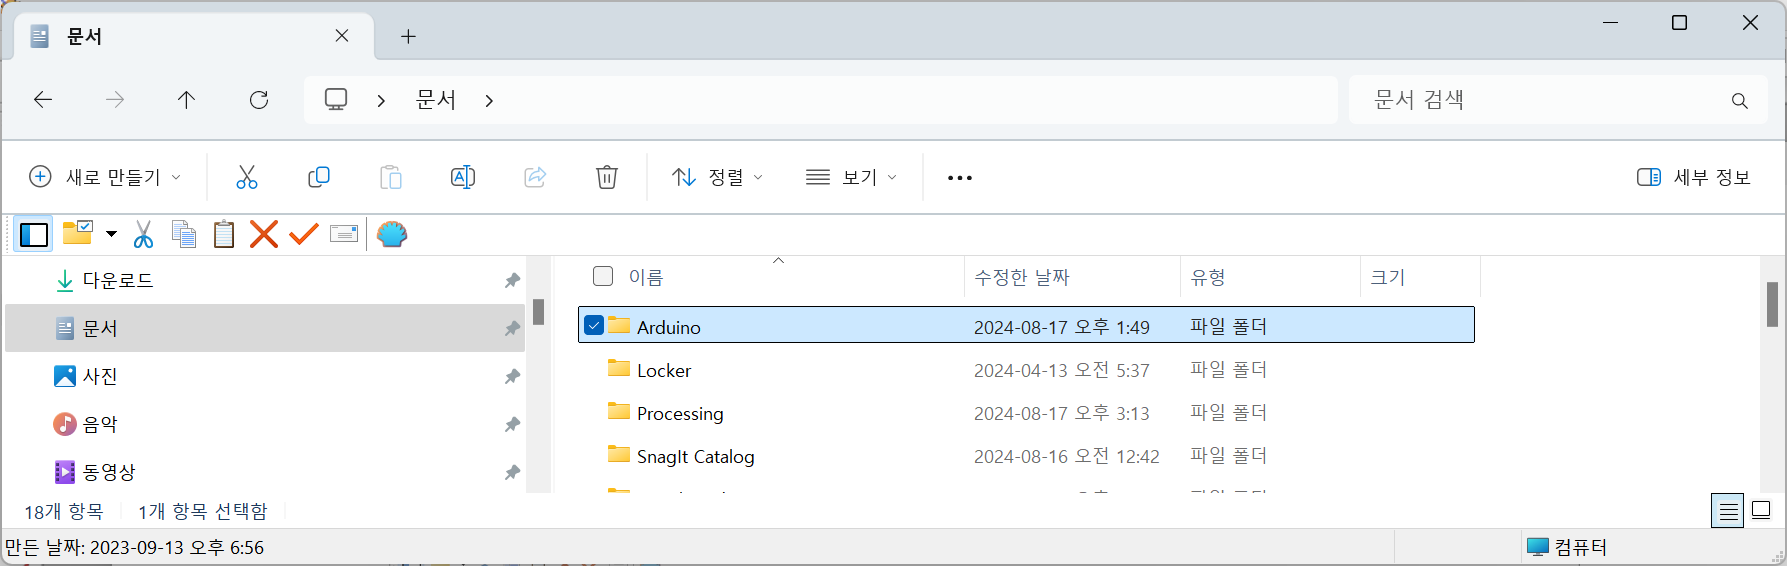 문서
문서
문서 검색
새로 만들기
정렬
보기
세부 정보
다운로드
문서
사진
음악
동영상
이름 수정한 날짜 유형 크기
Arduino 2024-08-17 오후 1:49 파일 폴더
Locker 2024-04-13 오전 5:37 파일 폴더
Processing 2024-08-17 오후 3:13 파일 폴더
SnagIt Catalog 2024-08-16 오전 12:42 파일 폴더
18개 항목 1개 항목 선택함
만든 날짜: 2023-09-13 오후 6:56 컴퓨터